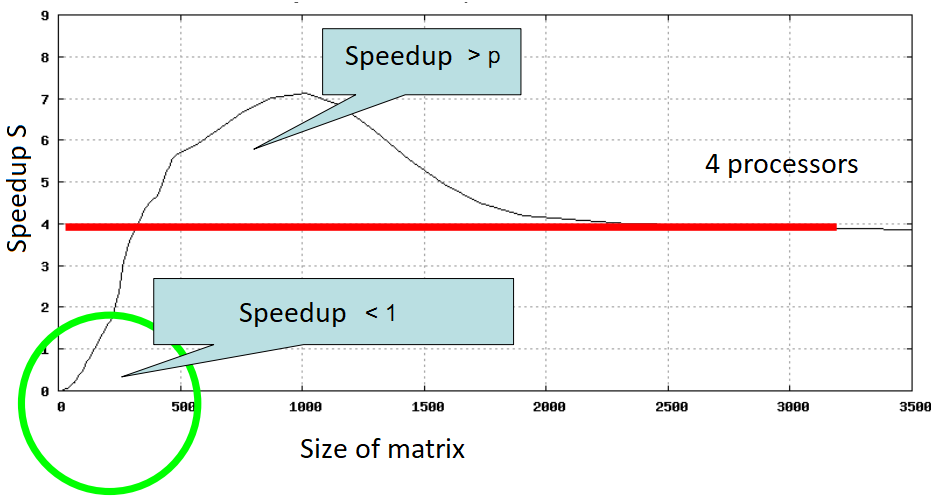 9
8
Speedup > p
7
6
5
4 processors
Speedup S
4
3
Speedup < 1
2
1
0
0 500 1000 1500 2000 2500 3000 3500
Size of matrix